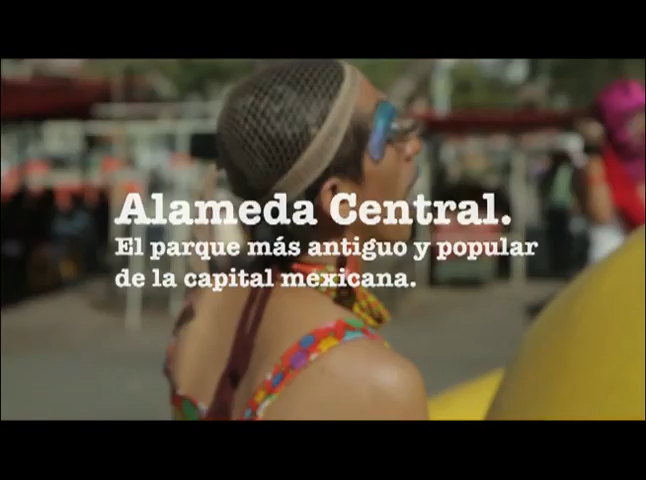 Alameda Central.
El parque más antiguo y popular
de la capital mexicana.